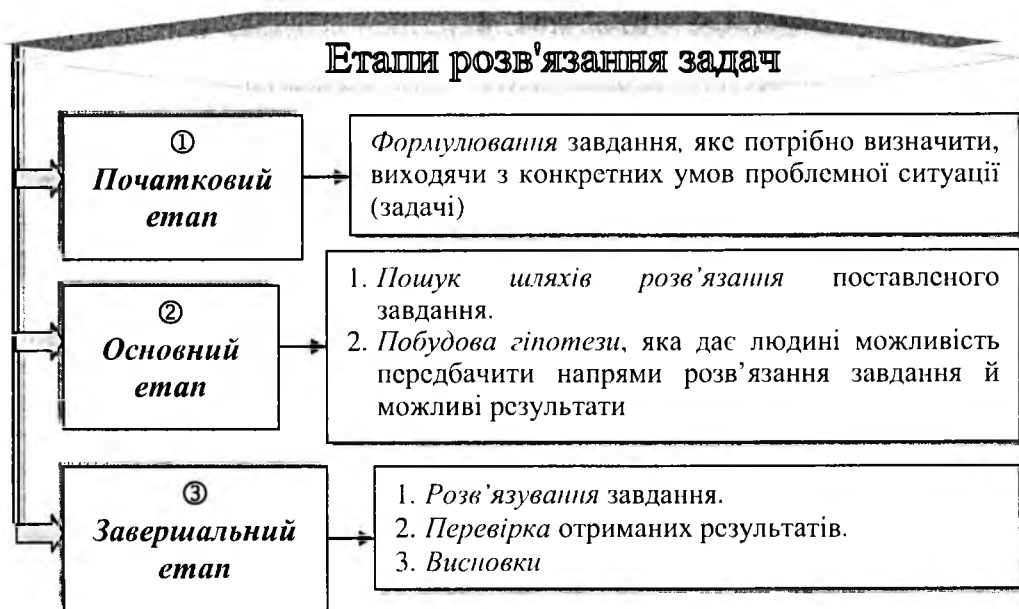 Етапи розв'язання задач
①
Початковий
етап
Формулювання завдання, яке потрібно визначити,
виходячи з конкретних умов проблемної ситуації
(задачі)
②
Основний
етап
1. Пошук шляхів розв'язання поставленого
завдання.
2. Побудова гіпотези, яка дає людині можливість
передбачити напрями розв'язання завдання й
можливі результати
③
Завершальний
етап
1. Розв'язування завдання.
2. Перевірка отриманих результатів.
3. Висновки